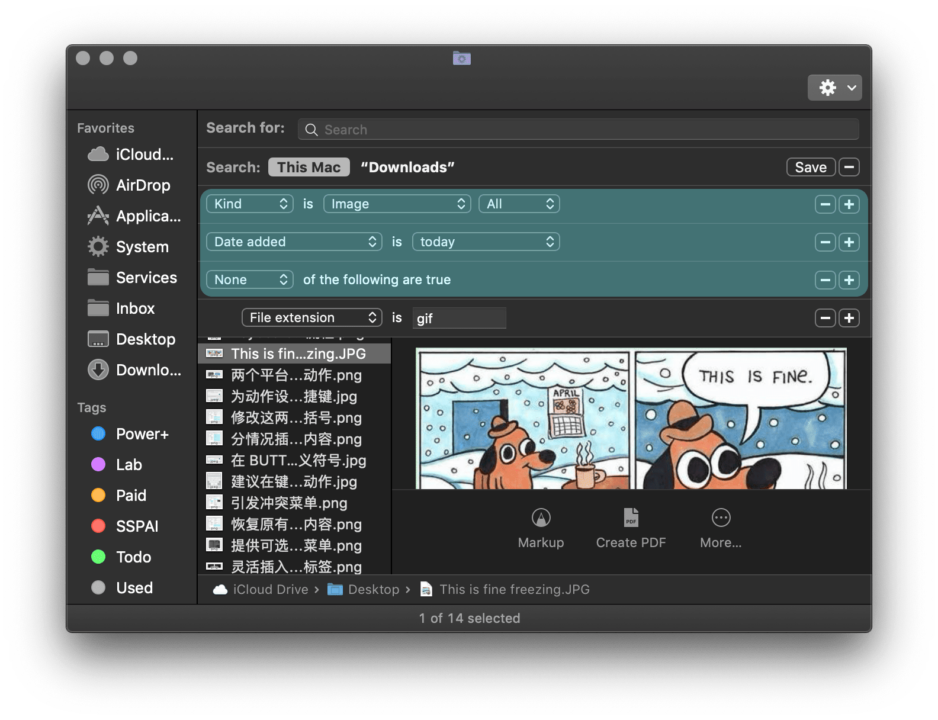 Favorites
iCloud...
AirDrop
Applica...
System
Services
Inbox
Desktop
Downlo...
Tags
Power+
Lab
Paid
SSPAI
Todo
Used
Search for: Search
Search: This Mac “Downloads” Save
Kind is Image All
Date added is today
None of the following are true
File extension is gif
This is fin...zing.JPG
两个平台...动作.png
为动作设...捷键.jpg
修改这两...括号.png
分情况插...内容.png
在 BUTT...义符号.jpg
建议在键...动作.jpg
引发冲突菜单.png
恢复原有...内容.png
提供可选...菜单.png
灵活插入...标签.png
APRIL
THIS IS FINE.
PDF
Markup Create PDF More...
iCloud Drive › Desktop › This is fine freezing.JPG
1 of 14 selected